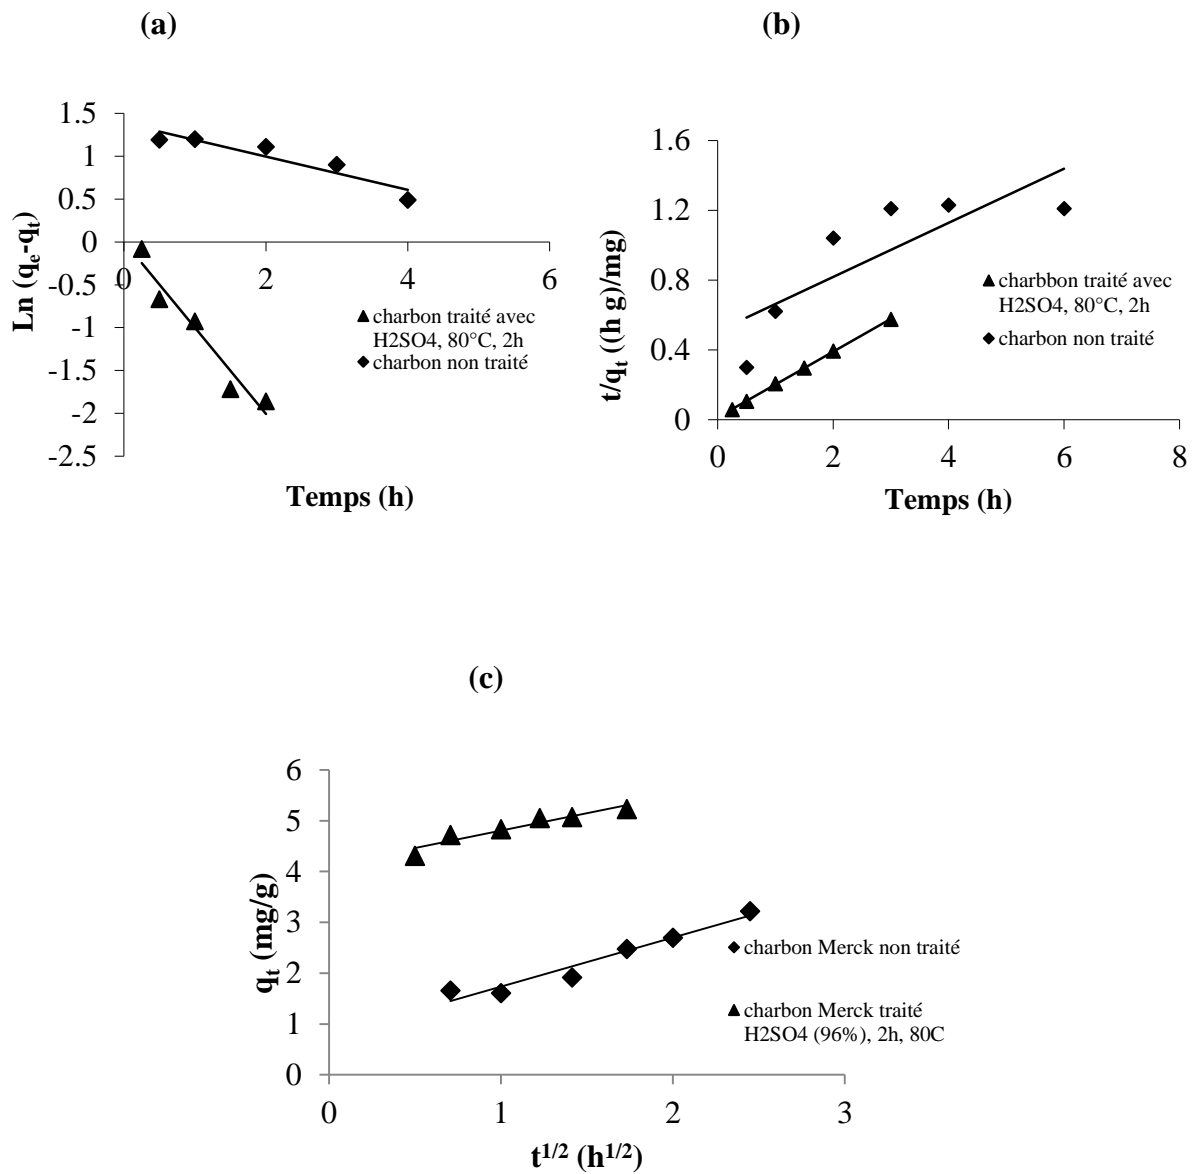 (a)
1.5
1
0.5
0
-0.5
-1
-1.5
-2
-2.5
0
2
4
6
Ln (qe-qt)
Temps (h)
charbon traité avec
H2SO4, 80°C, 2h
charbon non traité
(b)
1.6
1.2
0.8
0.4
0
0
2
4
6
8
t/qt ((h g)/mg)
Temps (h)
charbbon traité avec
H2SO4, 80°C, 2h
charbon non traité
(c)
6
5
4
3
2
1
0
0
1
2
3
qt (mg/g)
t1/2 (h1/2)
charbon Merck non traité
charbon Merck traité
H2SO4 (96%), 2h, 80C